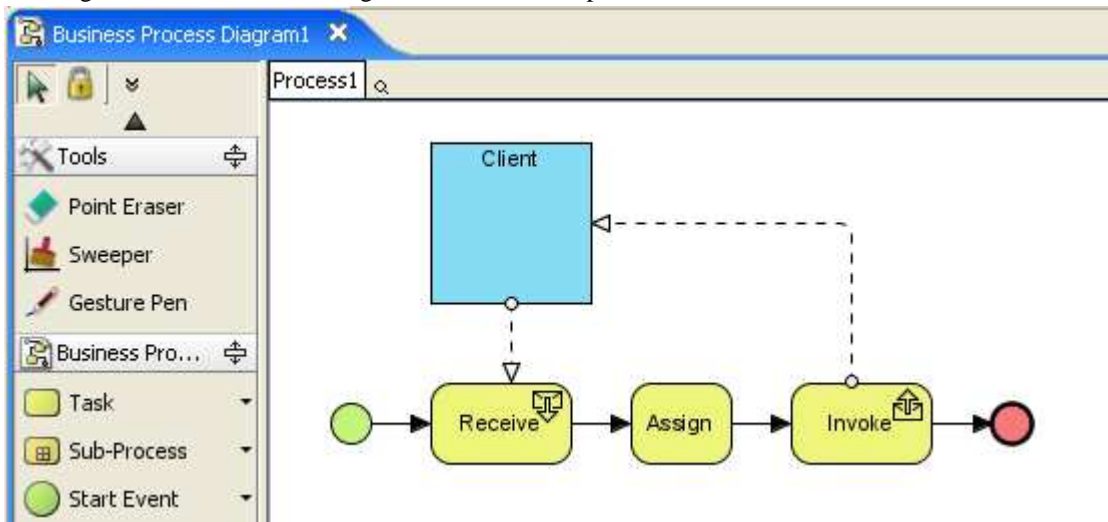 Business Process Diagram1
Process1
Tools
Point Eraser
Sweeper
Gesture Pen
Business Pro...
Task
Sub-Process
Start Event
Client
Receive
Assign
Invoke